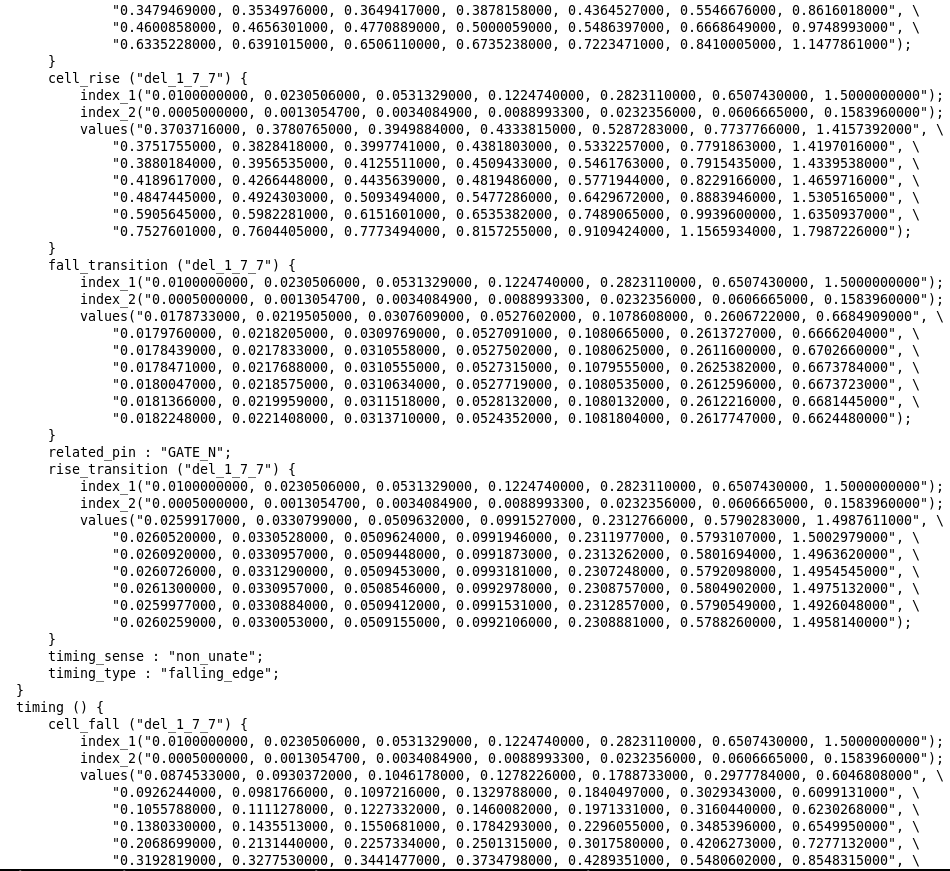 "0.3479469000, 0.3534976000, 0.3649417000, 0.3878158000, 0.4364527000, 0.5546676000, 0.8616018000", \
"0.4600858000, 0.4656301000, 0.4770889000, 0.5000059000, 0.5486397000, 0.6668649000, 0.9748993000", \
"0.6335228000, 0.6391015000, 0.6506110000, 0.6735238000, 0.7223471000, 0.8410005000, 1.1477861000");
}
cell_rise ("del_1_7_7") {
index_1("0.0100000000, 0.0230506000, 0.0531329000, 0.1224740000, 0.2823110000, 0.6507430000, 1.5000000000");
index_2("0.0005000000, 0.0013054700, 0.0034084900, 0.0088993300, 0.0232356000, 0.0606665000, 0.1583960000");
values("0.3703716000, 0.3780765000, 0.3949884000, 0.4333815000, 0.5287283000, 0.7737766000, 1.4157392000", \
"0.3751755000, 0.3828418000, 0.3997741000, 0.4381803000, 0.5332257000, 0.7791863000, 1.4197016000", \
"0.3880184000, 0.3956535000, 0.4125511000, 0.4509433000, 0.5461763000, 0.7915435000, 1.4339538000", \
"0.4189617000, 0.4266448000, 0.4435639000, 0.4819486000, 0.5771944000, 0.8229166000, 1.4659716000", \
"0.4847445000, 0.4924303000, 0.5093494000, 0.5477286000, 0.6429672000, 0.8883946000, 1.5305165000", \
"0.5905645000, 0.5982281000, 0.6151601000, 0.6535382000, 0.7489065000, 0.9939600000, 1.6350937000", \
"0.7527601000, 0.7604405000, 0.7773494000, 0.8157255000, 0.9109424000, 1.1565934000, 1.7987226000");
}
fall_transition ("del_1_7_7") {
index_1("0.0100000000, 0.0230506000, 0.0531329000, 0.1224740000, 0.2823110000, 0.6507430000, 1.5000000000");
index_2("0.0005000000, 0.0013054700, 0.0034084900, 0.0088993300, 0.0232356000, 0.0606665000, 0.1583960000");
values("0.0178733000, 0.0219505000, 0.0307609000, 0.0527602000, 0.1078608000, 0.2606722000, 0.6684909000", \
"0.0179760000, 0.0218205000, 0.0309769000, 0.0527091000, 0.1080665000, 0.2613727000, 0.6666204000", \
"0.0178439000, 0.0217833000, 0.0310558000, 0.0527502000, 0.1080625000, 0.2611600000, 0.6702660000", \
"0.0178471000, 0.0217688000, 0.0310555000, 0.0527315000, 0.1079555000, 0.2625382000, 0.6673784000", \
"0.0180047000, 0.0218575000, 0.0310634000, 0.0527719000, 0.1080535000, 0.2612596000, 0.6673723000", \
"0.0181366000, 0.0219959000, 0.0311518000, 0.0528132000, 0.1080132000, 0.2612216000, 0.6681445000", \
"0.0182248000, 0.0221408000, 0.0313710000, 0.0524352000, 0.1081804000, 0.2617747000, 0.6624480000");
}
related_pin : "GATE_N";
rise_transition ("del_1_7_7") {
index_1("0.0100000000, 0.0230506000, 0.0531329000, 0.1224740000, 0.2823110000, 0.6507430000, 1.5000000000");
index_2("0.0005000000, 0.0013054700, 0.0034084900, 0.0088993300, 0.0232356000, 0.0606665000, 0.1583960000");
values("0.0259917000, 0.0330799000, 0.0509632000, 0.0991527000, 0.2312766000, 0.5790283000, 1.4987611000", \
"0.0260520000, 0.0330528000, 0.0509624000, 0.0991946000, 0.2311977000, 0.5793107000, 1.5002979000", \
"0.0260920000, 0.0330957000, 0.0509448000, 0.0991873000, 0.2313262000, 0.5801694000, 1.4963620000", \
"0.0260726000, 0.0331290000, 0.0509453000, 0.0993181000, 0.2307248000, 0.5792098000, 1.4954545000", \
"0.0261300000, 0.0330957000, 0.0508546000, 0.0992978000, 0.2308757000, 0.5804902000, 1.4975132000", \
"0.0259977000, 0.0330884000, 0.0509412000, 0.0991531000, 0.2312857000, 0.5790549000, 1.4926048000", \
"0.0260259000, 0.0330053000, 0.0509155000, 0.0992106000, 0.2308881000, 0.5788260000, 1.4958140000");
}
timing_sense : "non_unate";
timing_type : "falling_edge";
}
timing () {
cell_fall ("del_1_7_7") {
index_1("0.0100000000, 0.0230506000, 0.0531329000, 0.1224740000, 0.2823110000, 0.6507430000, 1.5000000000");
index_2("0.0005000000, 0.0013054700, 0.0034084900, 0.0088993300, 0.0232356000, 0.0606665000, 0.1583960000");
values("0.0874533000, 0.0930372000, 0.1046178000, 0.1278226000, 0.1788733000, 0.2977784000, 0.6046808000", \
"0.0926244000, 0.0981766000, 0.1097216000, 0.1329788000, 0.1840497000, 0.3029343000, 0.6099131000", \
"0.1055788000, 0.1111278000, 0.1227332000, 0.1460082000, 0.1971331000, 0.3160440000, 0.6230268000", \
"0.1380330000, 0.1435513000, 0.1550681000, 0.1784293000, 0.2296055000, 0.3485396000, 0.6549950000", \
"0.2068699000, 0.2131440000, 0.2257334000, 0.2501315000, 0.3017580000, 0.4206273000, 0.7277132000", \
"0.3192819000, 0.3277530000, 0.3441477000, 0.3734798000, 0.4289351000, 0.5480602000, 0.8548315000", \